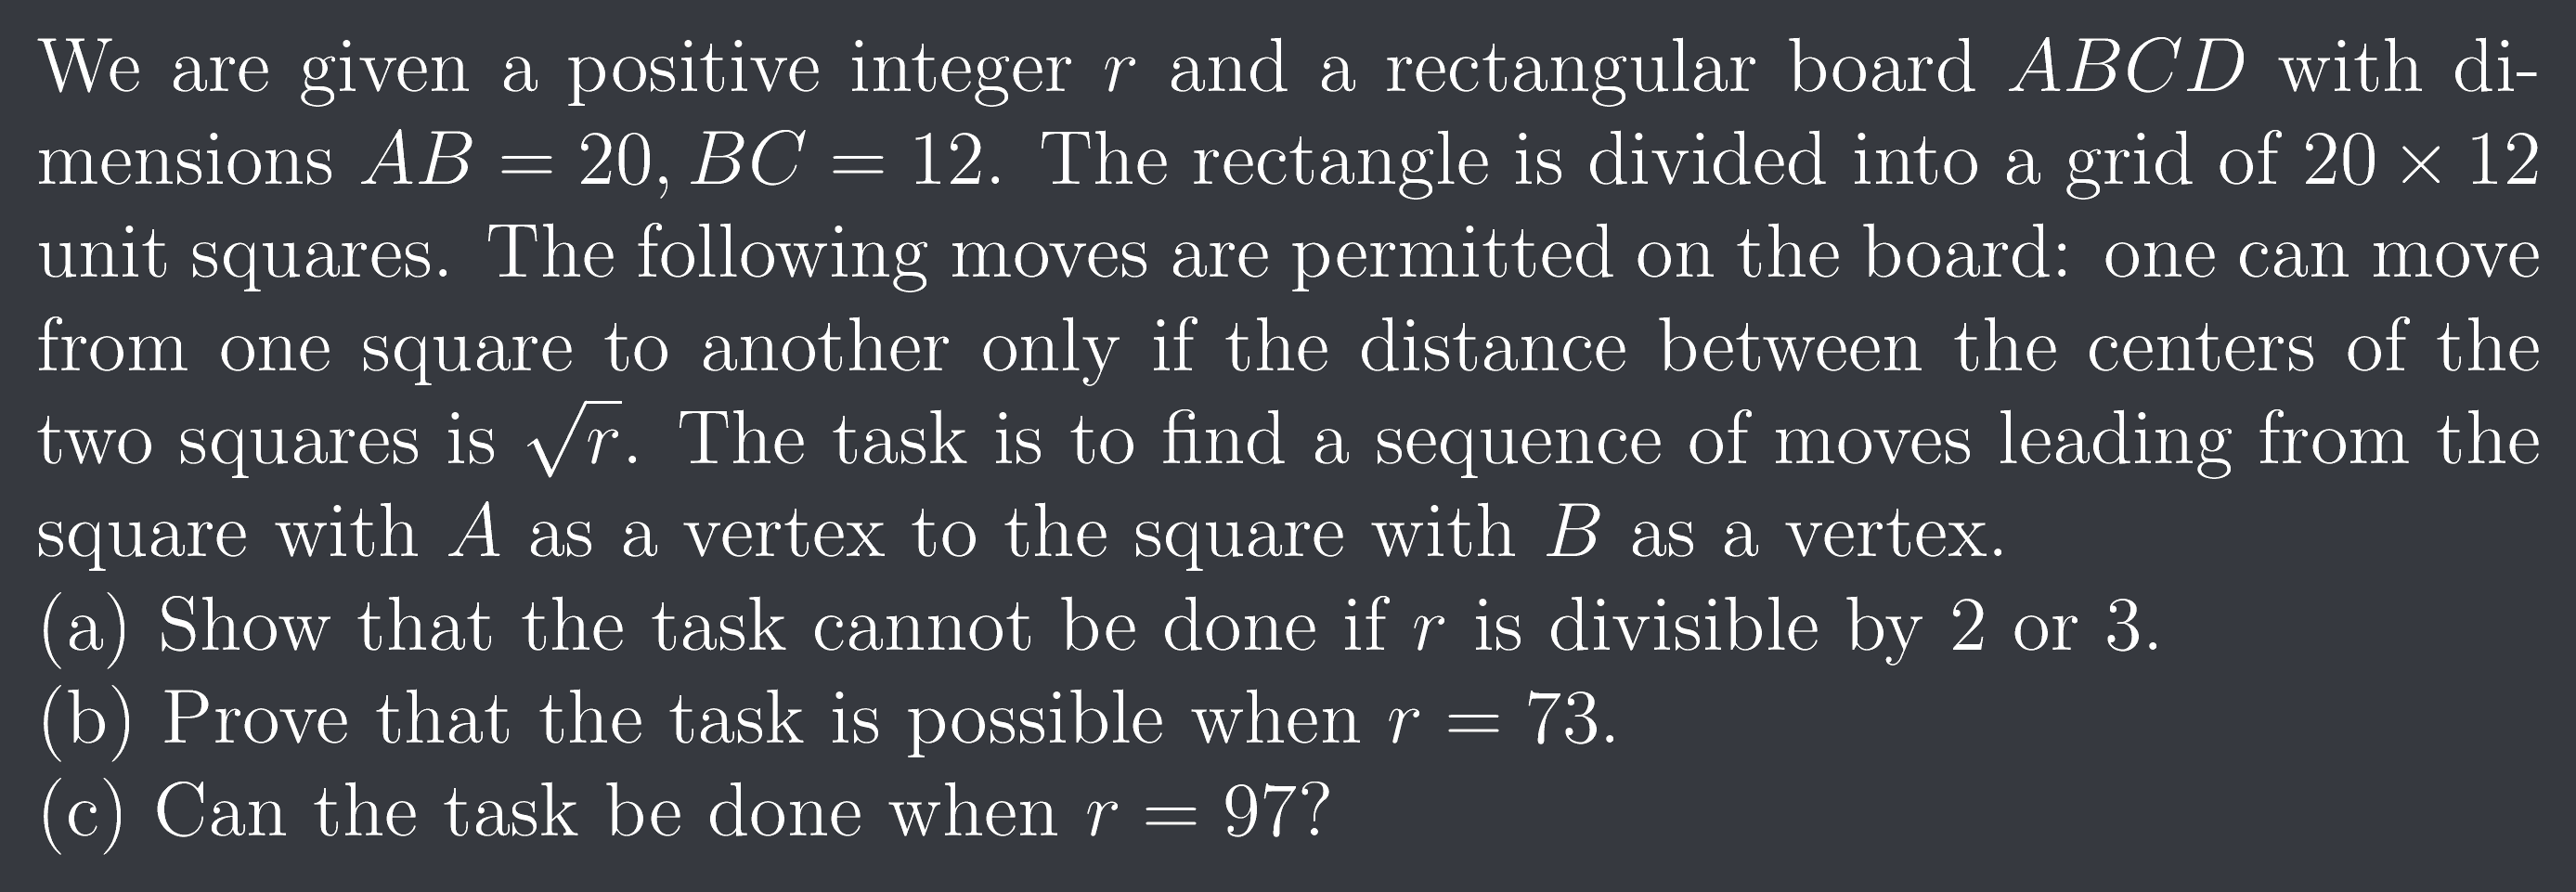 We are given a positive integer r and a rectangular board ABCD with di-
mensions AB = 20, BC = 12. The rectangle is divided into a grid of 20 × 12
unit squares. The following moves are permitted on the board: one can move
from one square to another only if the distance between the centers of the
two squares is √r. The task is to find a sequence of moves leading from the
square with A as a vertex to the square with B as a vertex.
(a) Show that the task cannot be done if r is divisible by 2 or 3.
(b) Prove that the task is possible when r = 73.
(c) Can the task be done when r = 97?